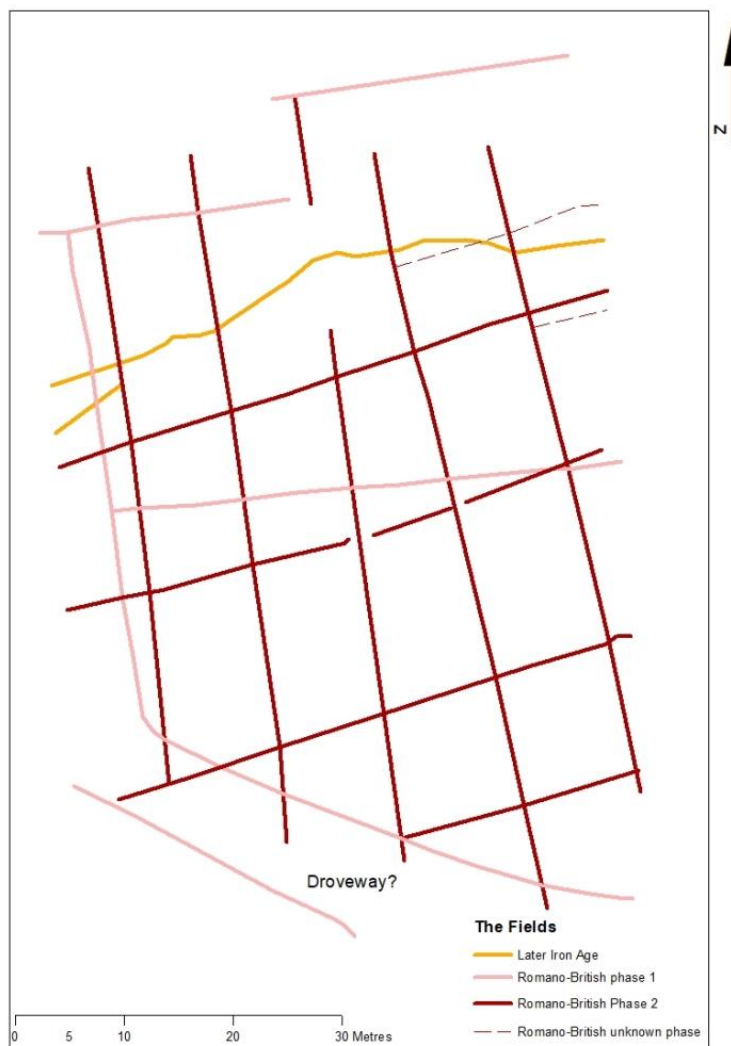 Z
Droveway?
The Fields
Later Iron Age
Romano-British phase 1
Romano-British Phase 2
Romano-British unknown phase
0 5 10 20 30 Metres